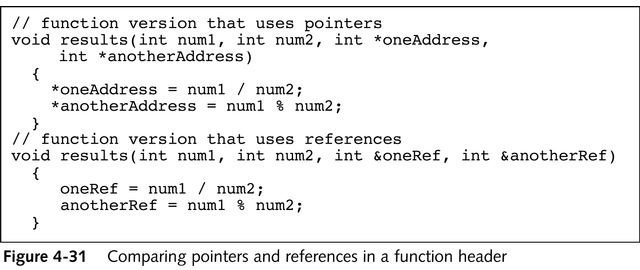 // function version that uses pointers
void results(int num1, int num2, int *oneAddress,
     int *anotherAddress)
  {
    *oneAddress = num1 / num2;
    *anotherAddress = num1 % num2;
  }
// function version that uses references
void results(int num1, int num2, int &oneRef, int &anotherRef)
  {
     oneRef = num1 / num2;
     anotherRef = num1 % num2;
  }
Figure 4-31 Comparing pointers and references in a function header